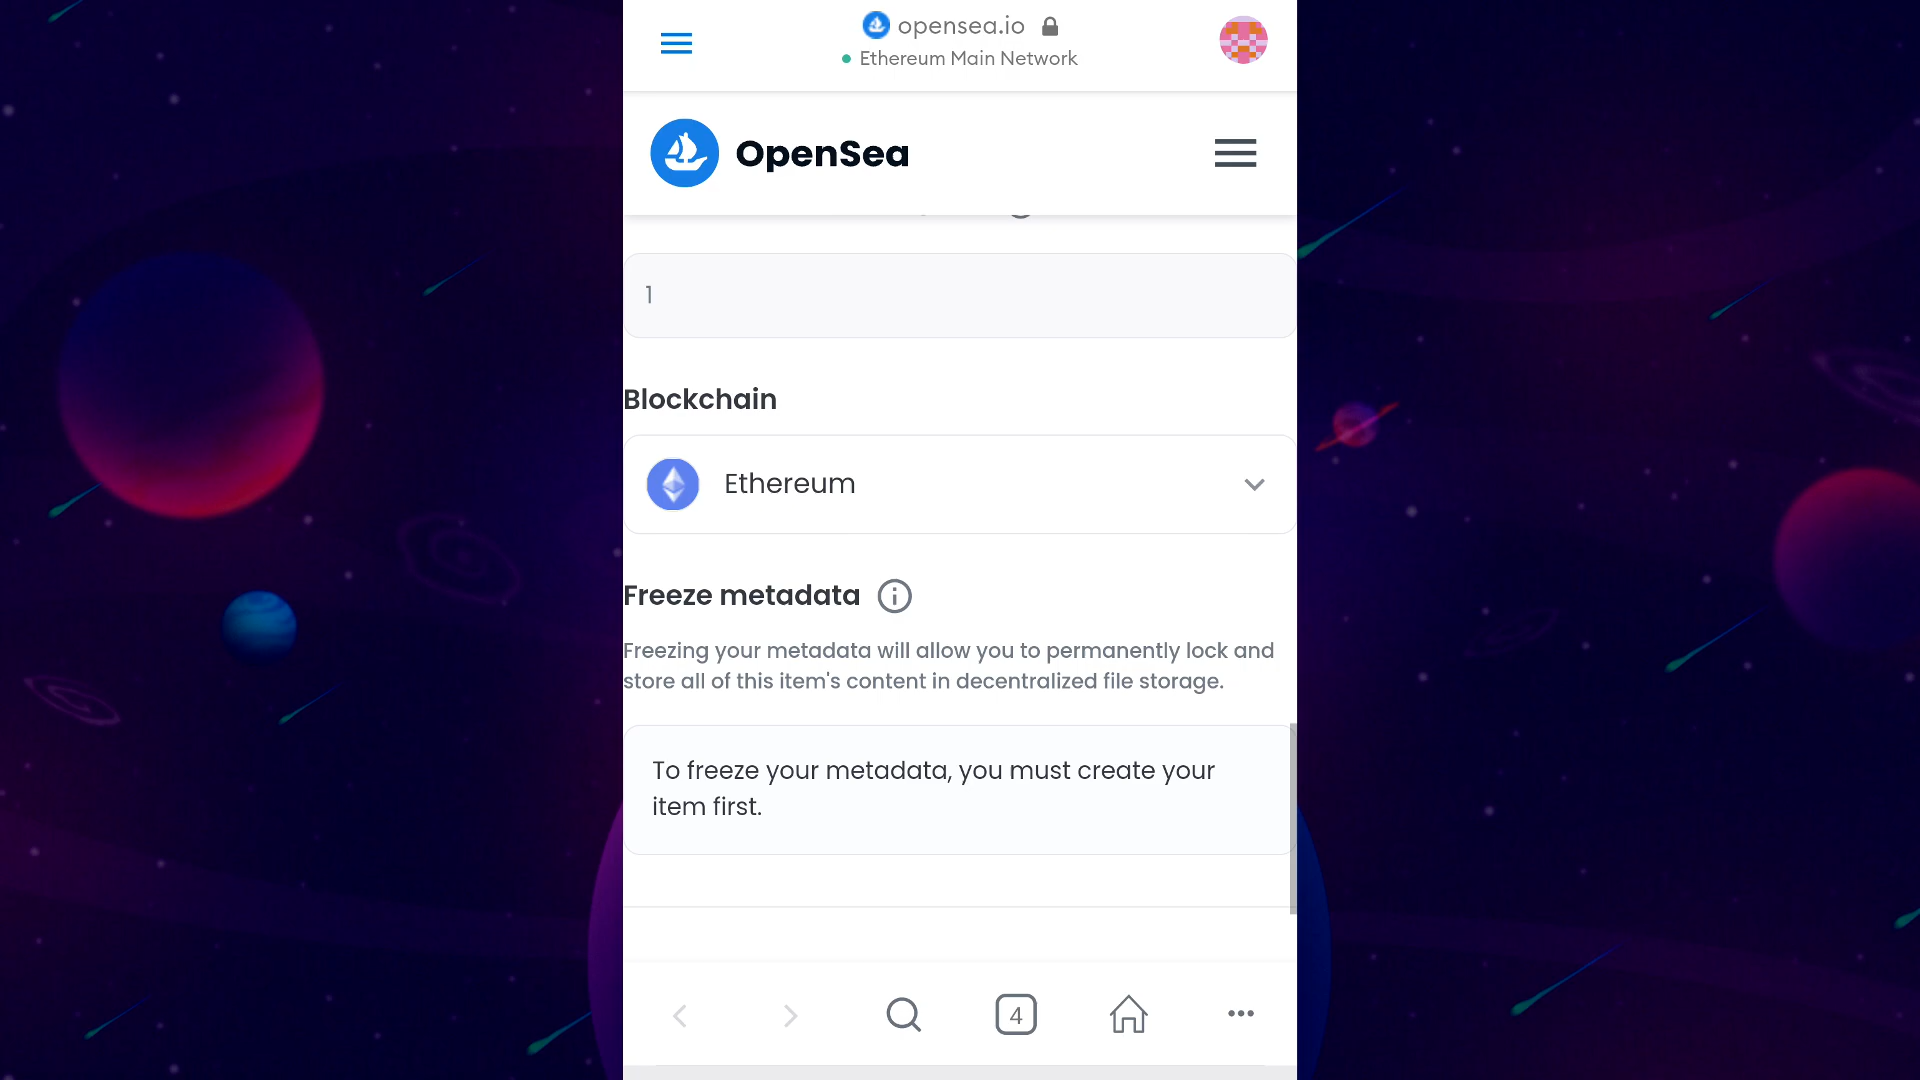 opensea.io
Ethereum Main Network
OpenSea
1
Blockchain
Ethereum
Freeze metadata
Freezing your metadata will allow you to permanently lock and
store all of this item's content in decentralized file storage.
To freeze your metadata, you must create your
item first.
4